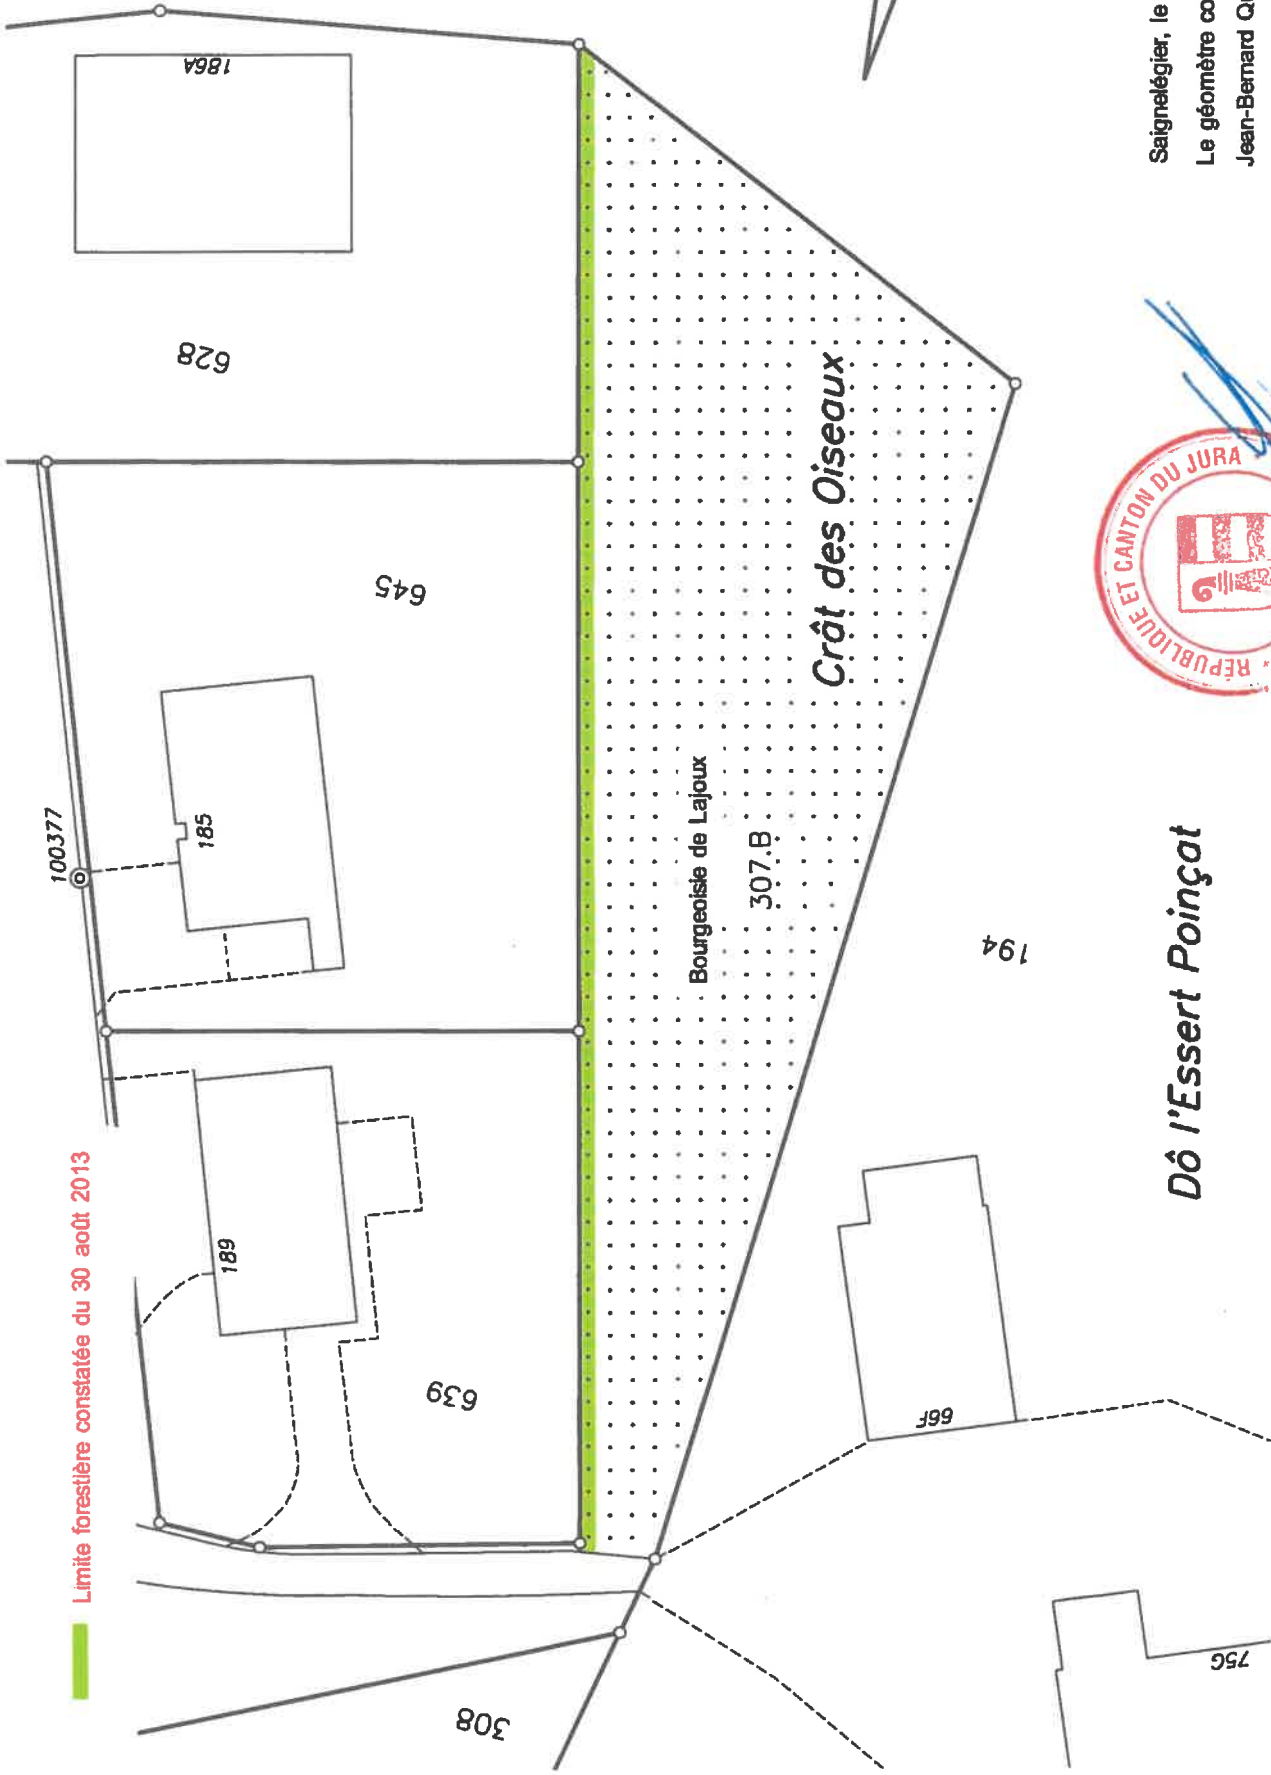 Limite forestière constatée du 30 août 2013
100377
186A
628
645
185
189
639
308
Bourgeoisie de Lajoux
307.B
Crât des Oiseaux
194
66F
75G
Dô l'Essert Poinçat
RÉPUBLIQUE ET CANTON DU JURA
Saignelégier, le
Le géomètre co
Jean-Bernard Qu